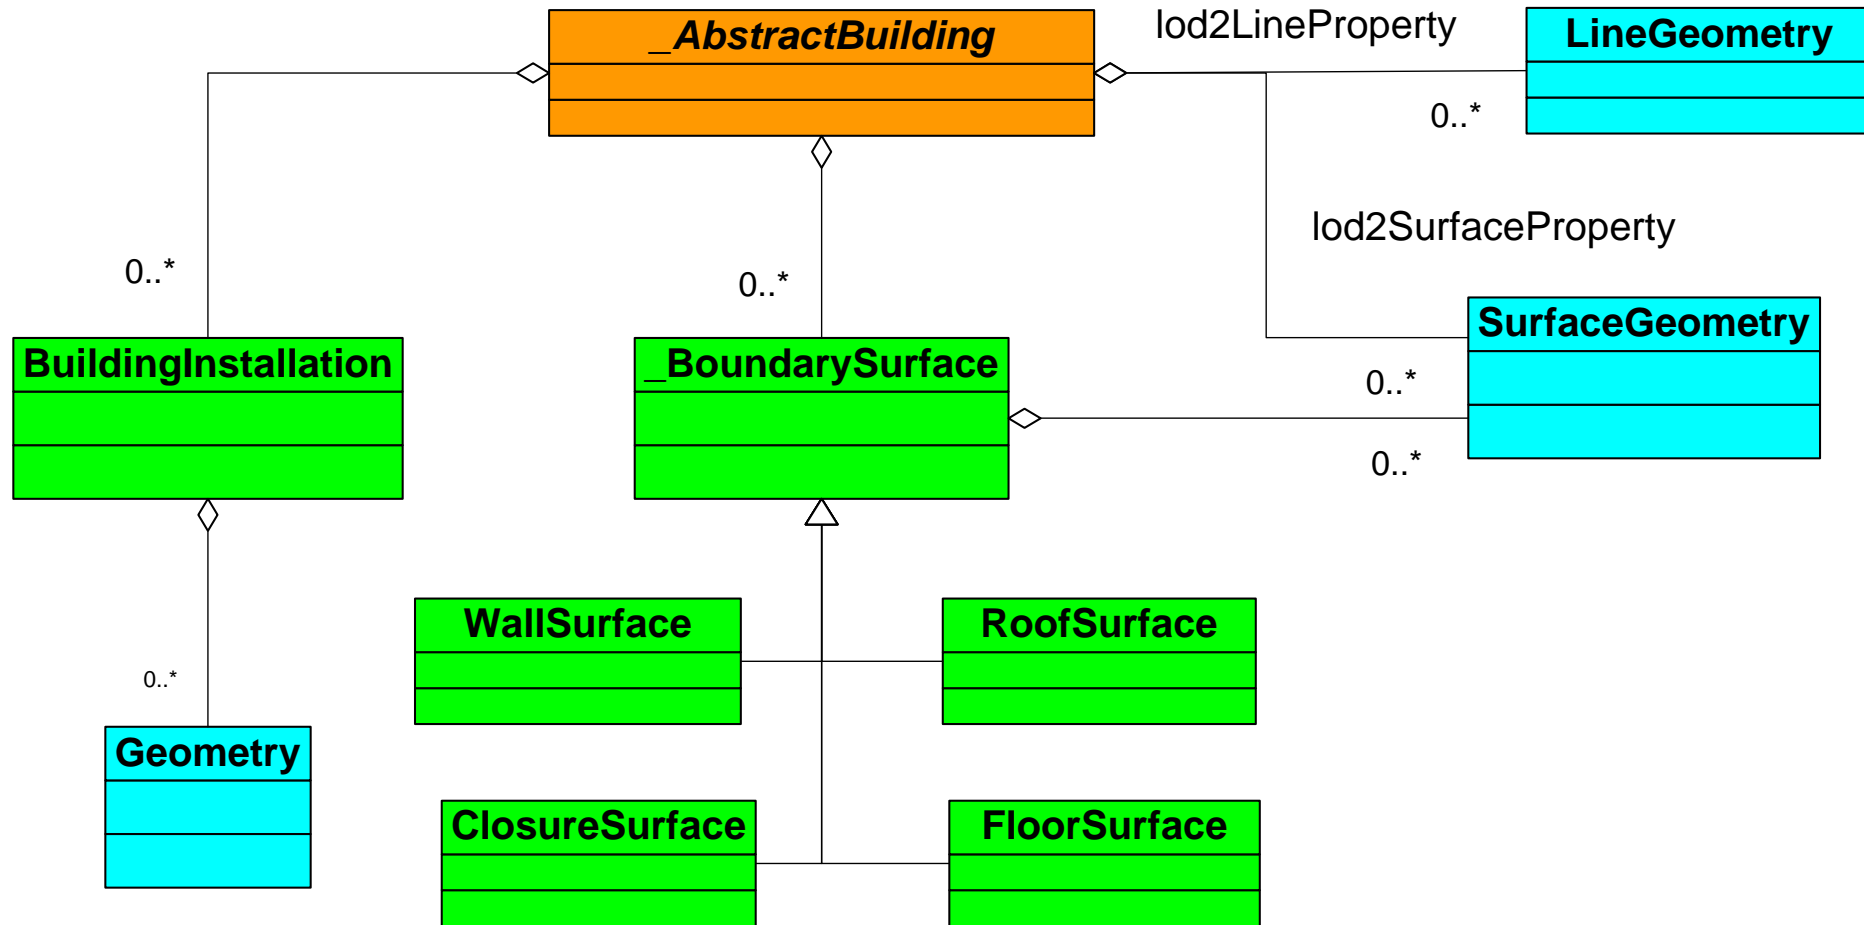 _AbstractBuilding
lod2LineProperty
LineGeometry
0..*
lod2SurfaceProperty
0..*
0..*
SurfaceGeometry
BuildingInstallation
_BoundarySurface
0..*
0..*
WallSurface
RoofSurface
0..*
Geometry
ClosureSurface
FloorSurface